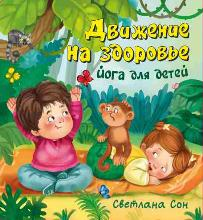 Движение
на здоровье
йога для детей
Светлана Сон